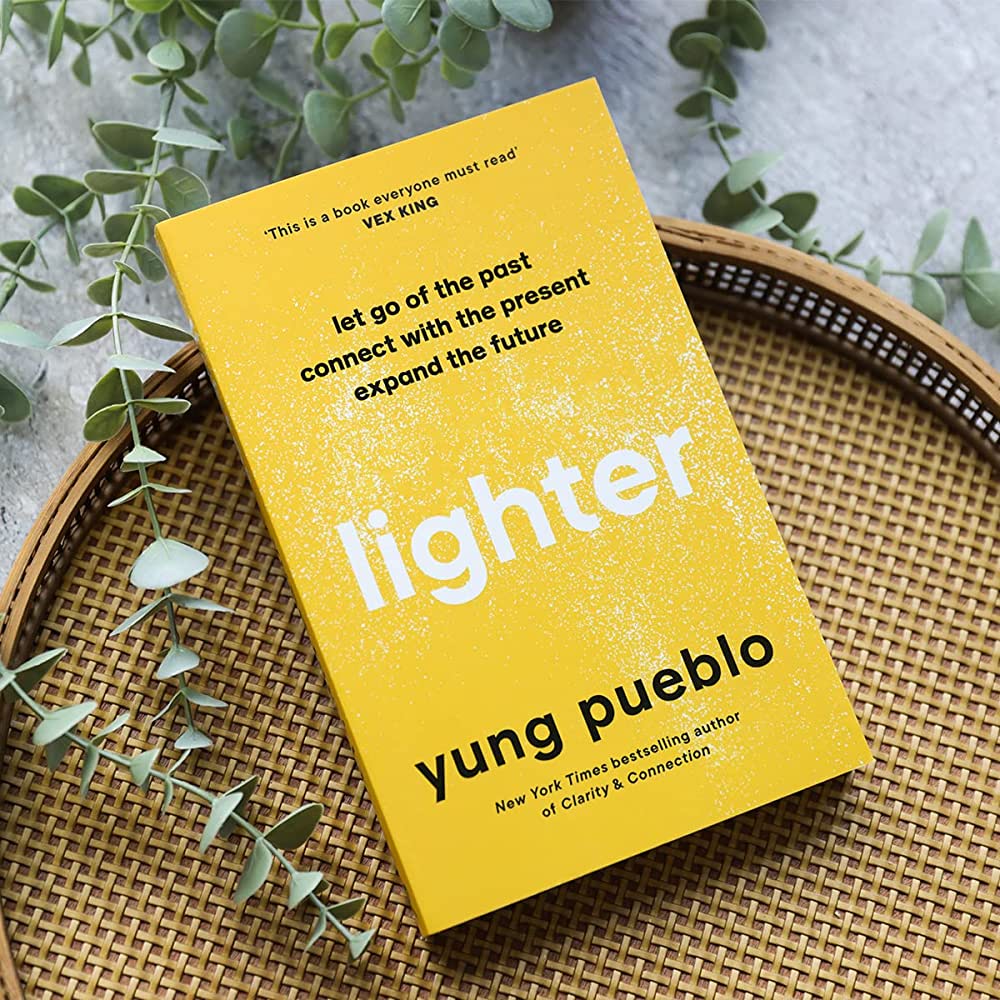 ‘This is a book everyone must read’
VEX KING
let go of the past
connect with the present
expand the future
lighter
yung pueblo
New York Times bestselling author
of Clarity & Connection